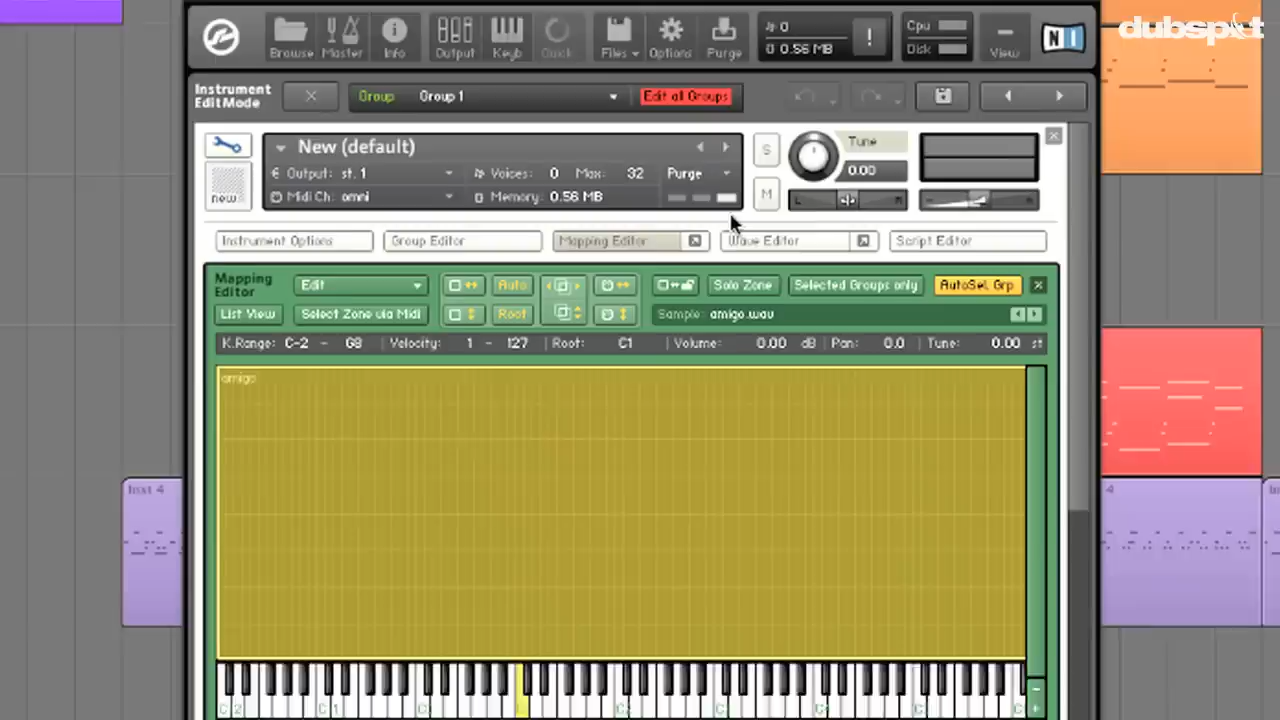 dubspot
Browse Master Info Output Keyb Quick Files Options Purge
0
0.56 MB
!
Cpu
Disk
View
NI
Instrument
Edit Mode
Group Group 1 Edit all Groups
New (default)
Output: st. 1 Voices: 0 Max: 32 Purge
Midi Ch: omni Memory: 0.56 MB
new
S
M
Tune
0.00
Instrument Options Group Editor Mapping Editor Wave Editor Script Editor
Mapping
Editor
Edit Auto Solo Zone Selected Groups only AutoSel. Grp
List View Select Zone via Midi Root Sample: amigo.wav
K.Range: C-2 - G8 Velocity: 1 - 127 Root: C1 Volume: 0.00 dB Pan: 0.0 Tune: 0.00 st
amigo
Inst 4
4